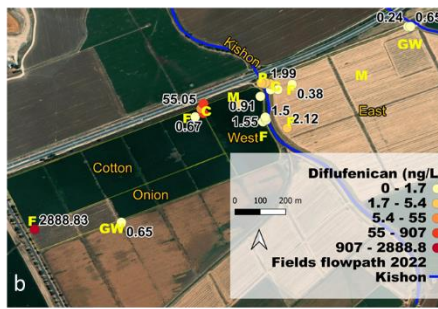 0.24 0.65
GW
Kishon
1.99
P
C
P
M
55.05
M
0.38
F
C
0.91
0.67
1.5
East
1.55
F
2.12
West
F
Cotton
Onion
Diflufenican (ng/L
0 - 1.7
1.7 - 5.4
5.4 - 55
55 - 907
907 - 2888.8
Fields flowpath 2022
Kishon
0 100 200 m
F 2888.83
GW
0.65
b